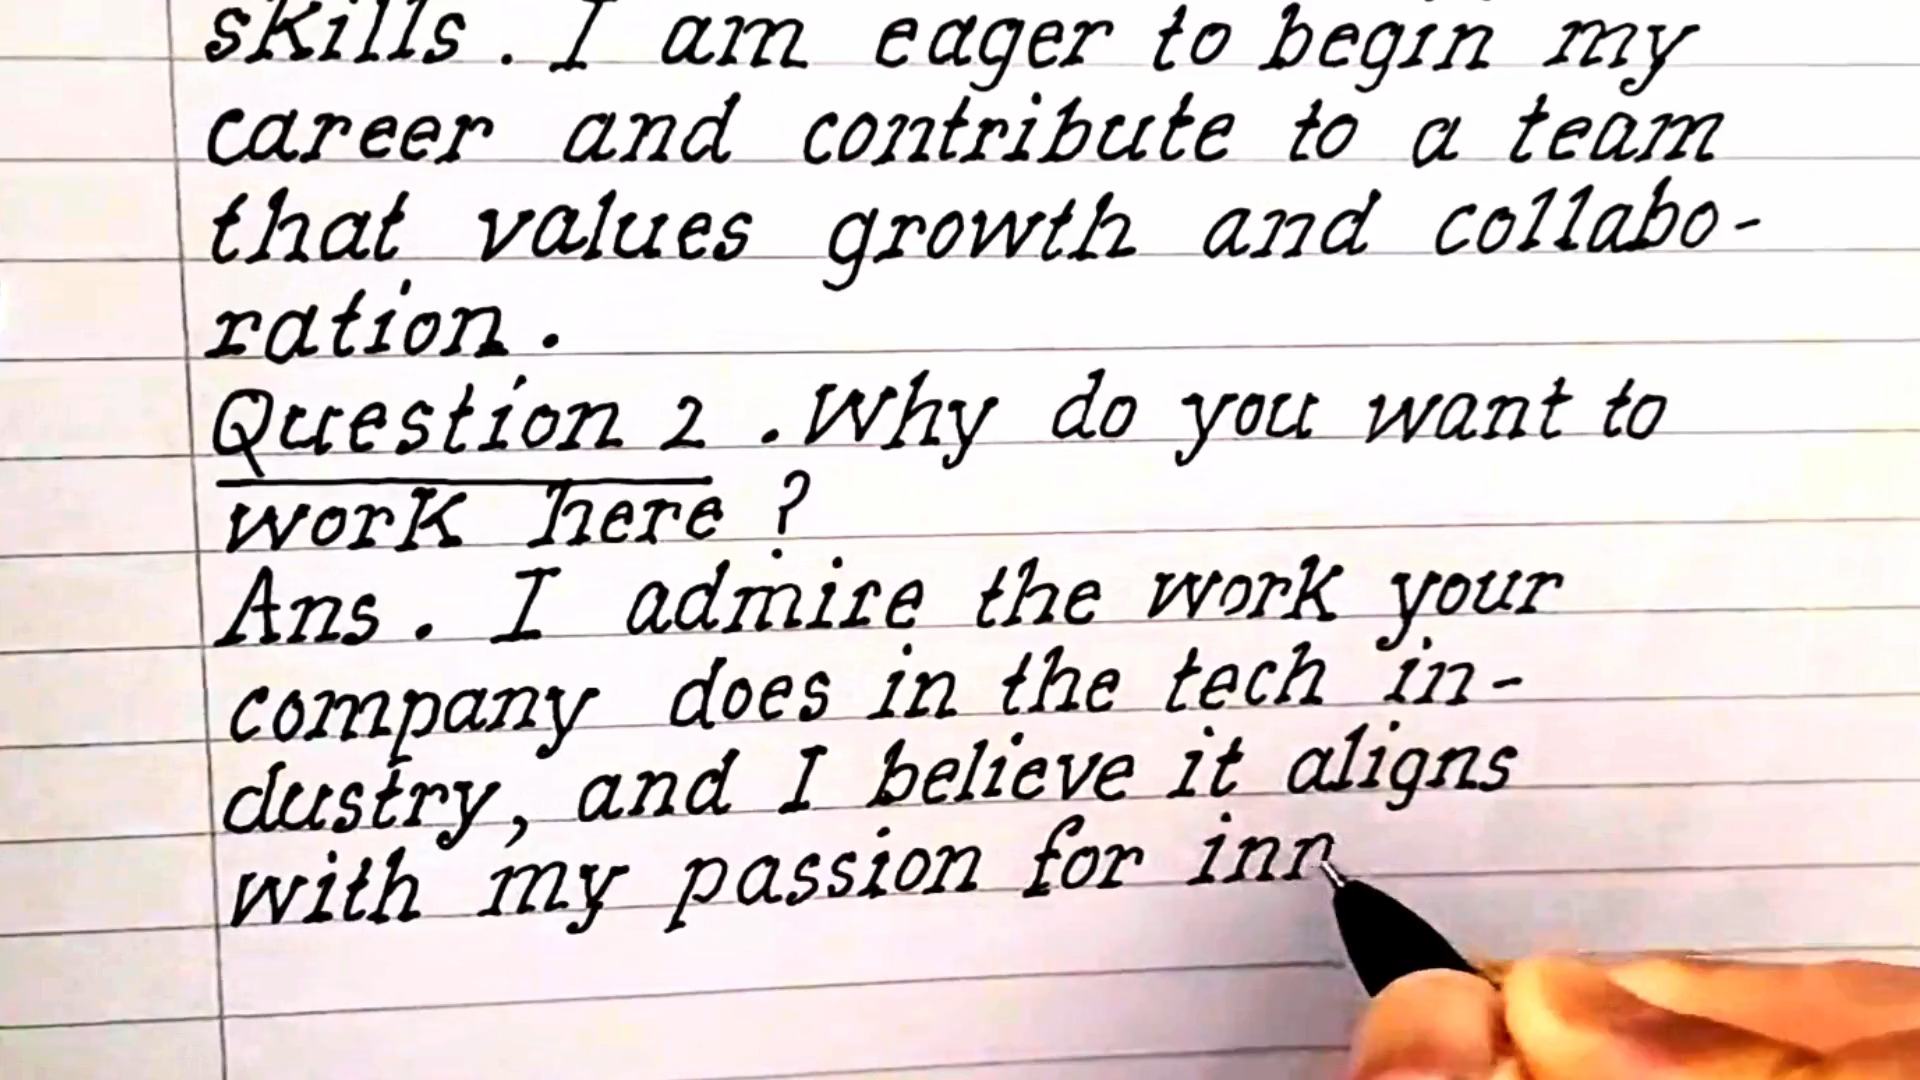 skills. I am eager to begin my
career and contribute to a team
that values growth and collabo-
ration.
Question 2. Why do you want to
work here?
Ans. I admire the work your
company does in the tech in-
dustry, and I believe it aligns
with my passion for inn